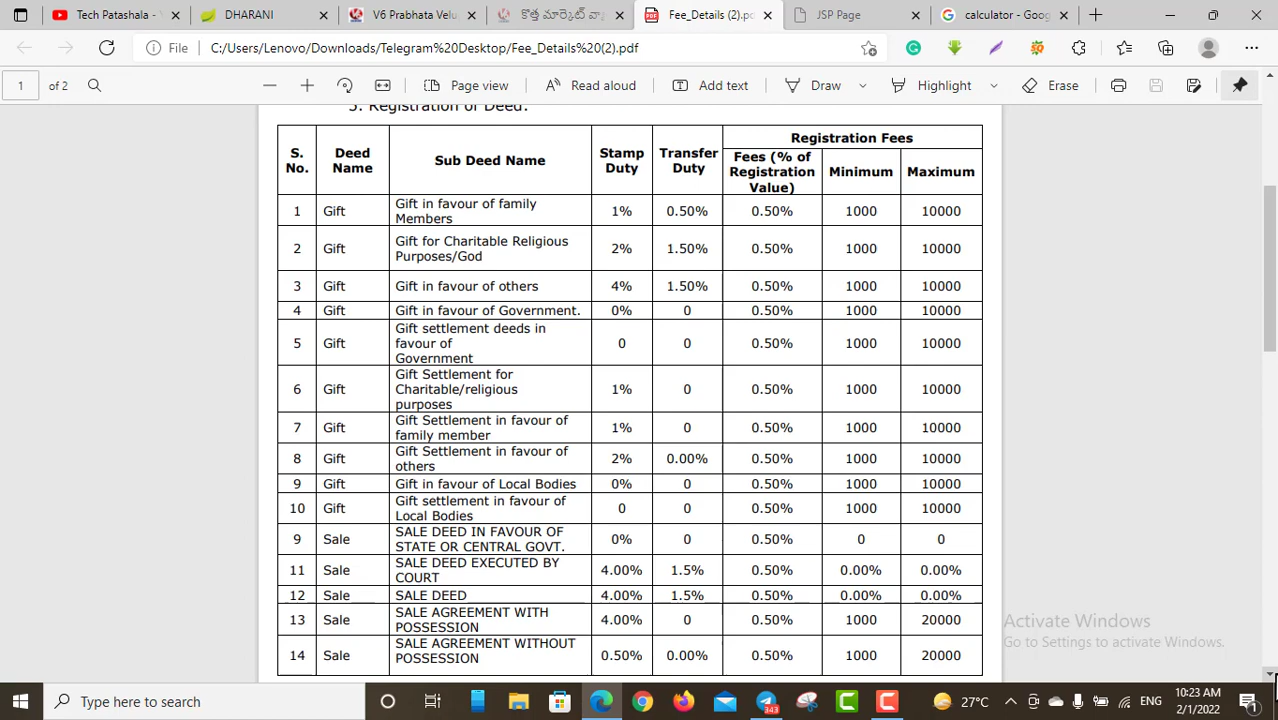 Tech Patashala -
DHARANI
V6 Prabhata Velu
కొత్త మార్కెట్ వ్యా
Fee_Details (2).pc
JSP Page
calculator - Goog
File
C:/Users/Lenovo/Downloads/Telegram%20Desktop/Fee_Details%20(2).pdf
1 of 2
Page view
Read aloud
Add text
Draw
Highlight
Erase
Registration of Deed:
S. No.
Deed Name
Sub Deed Name
Stamp Duty
Transfer Duty
Registration Fees
Fees (% of Registration Value)
Minimum
Maximum
1 Gift Gift in favour of family Members 1% 0.50% 0.50% 1000 10000
2 Gift Gift for Charitable Religious Purposes/God 2% 1.50% 0.50% 1000 10000
3 Gift Gift in favour of others 4% 1.50% 0.50% 1000 10000
4 Gift Gift in favour of Government. 0% 0 0.50% 1000 10000
5 Gift Gift settlement deeds in favour of Government 0 0 0.50% 1000 10000
6 Gift Gift Settlement for Charitable/religious purposes 1% 0 0.50% 1000 10000
7 Gift Gift Settlement in favour of family member 1% 0 0.50% 1000 10000
8 Gift Gift Settlement in favour of others 2% 0.00% 0.50% 1000 10000
9 Gift Gift in favour of Local Bodies 0% 0 0.50% 1000 10000
10 Gift Gift settlement in favour of Local Bodies 0 0 0.50% 1000 10000
9 Sale SALE DEED IN FAVOUR OF STATE OR CENTRAL GOVT. 0% 0 0.50% 0 0
11 Sale SALE DEED EXECUTED BY COURT 4.00% 1.5% 0.50% 0.00% 0.00%
12 Sale SALE DEED 4.00% 1.5% 0.50% 0.00% 0.00%
13 Sale SALE AGREEMENT WITH POSSESSION 4.00% 0 0.50% 1000 20000
14 Sale SALE AGREEMENT WITHOUT POSSESSION 0.50% 0.00% 0.50% 1000 20000
Activate Windows
Go to Settings to activate Windows.
Type here to search
343
27°C
ENG
10:23 AM
2/1/2022
1